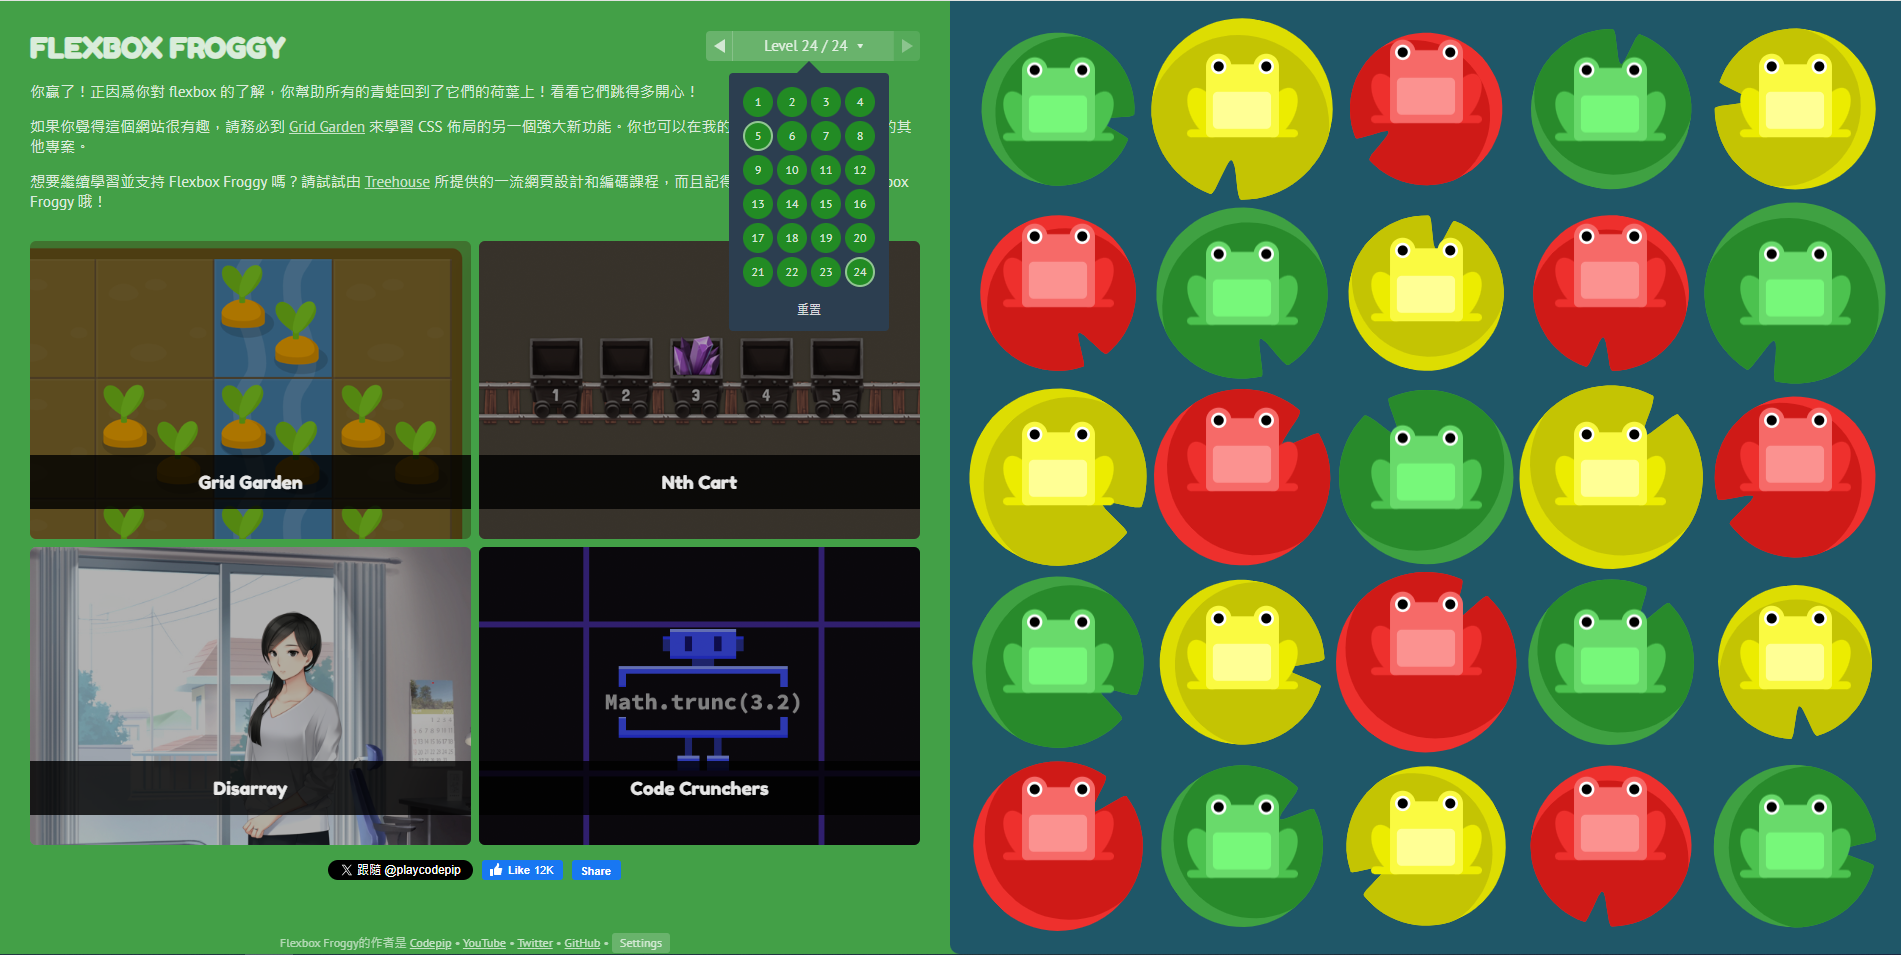 FLEXBOX FROGGY
Level 24 / 24
你贏了！正因爲你對 flexbox 的了解，你幫助所有的青蛙回到了它們的荷葉上！看看它們跳得多開心！
如果你覺得這個網站很有趣，請務必到 Grid Garden 來學習 CSS 佈局的另一個強大新功能。你也可以在我的
的其
他專案。
想要繼續學習並支持 Flexbox Froggy 嗎？請試試由 Treehouse 所提供的一流網頁設計和編碼課程，而且記得
box
Froggy 哦！
1 2 3 4
5 6 7 8
9 10 11 12
13 14 15 16
17 18 19 20
21 22 23 24
重置
Grid Garden
1 2 3 4 5
Nth Cart
Disarray
Math.trunc(3.2)
Code Crunchers
跟隨 @playcodepip
Like 12K
Share
Flexbox Froggy的作者是 Codepip • YouTube • Twitter • GitHub • Settings